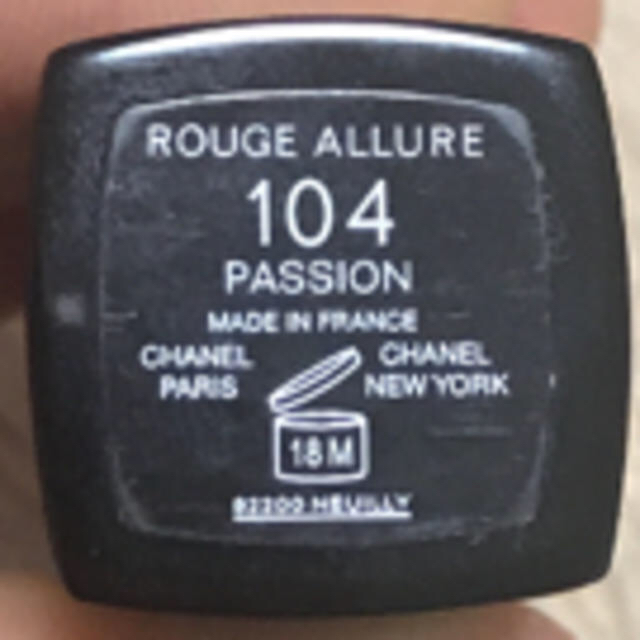 ROUGE ALLURE
104
PASSION
MADE IN FRANCE
CHANEL PARIS
CHANEL NEW YORK
18 M
92200 NEUILLY